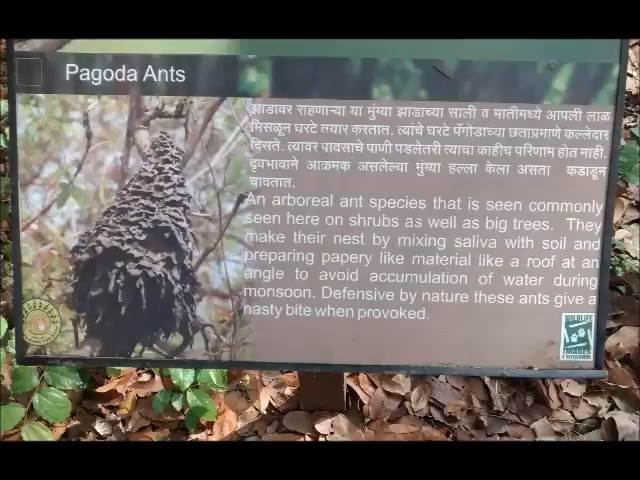 Pagoda Ants
झाडावर राहणाऱ्या या मुंग्या झाडाच्या साली व मातीमध्ये आपली लाळ
मिसळून घरटे तयार करतात. त्यांचे घरटे पॅगोडाच्या छताप्रमाणे कल्लेदार
दिसते. त्यावर पावसाचे पाणी पडलेतरी त्याचा काहीच परिणाम होत नाही.
स्वभावाने आक्रमक असलेल्या मुंग्या हल्ला केला असता कडाडून
चावतात.
An arboreal ant species that is seen commonly
seen here on shrubs as well as big trees. They
make their nest by mixing saliva with soil and
preparing papery like material like a roof at an
angle to avoid accumulation of water during
monsoon. Defensive by nature these ants give a
nasty bite when provoked.
WILDLIFE